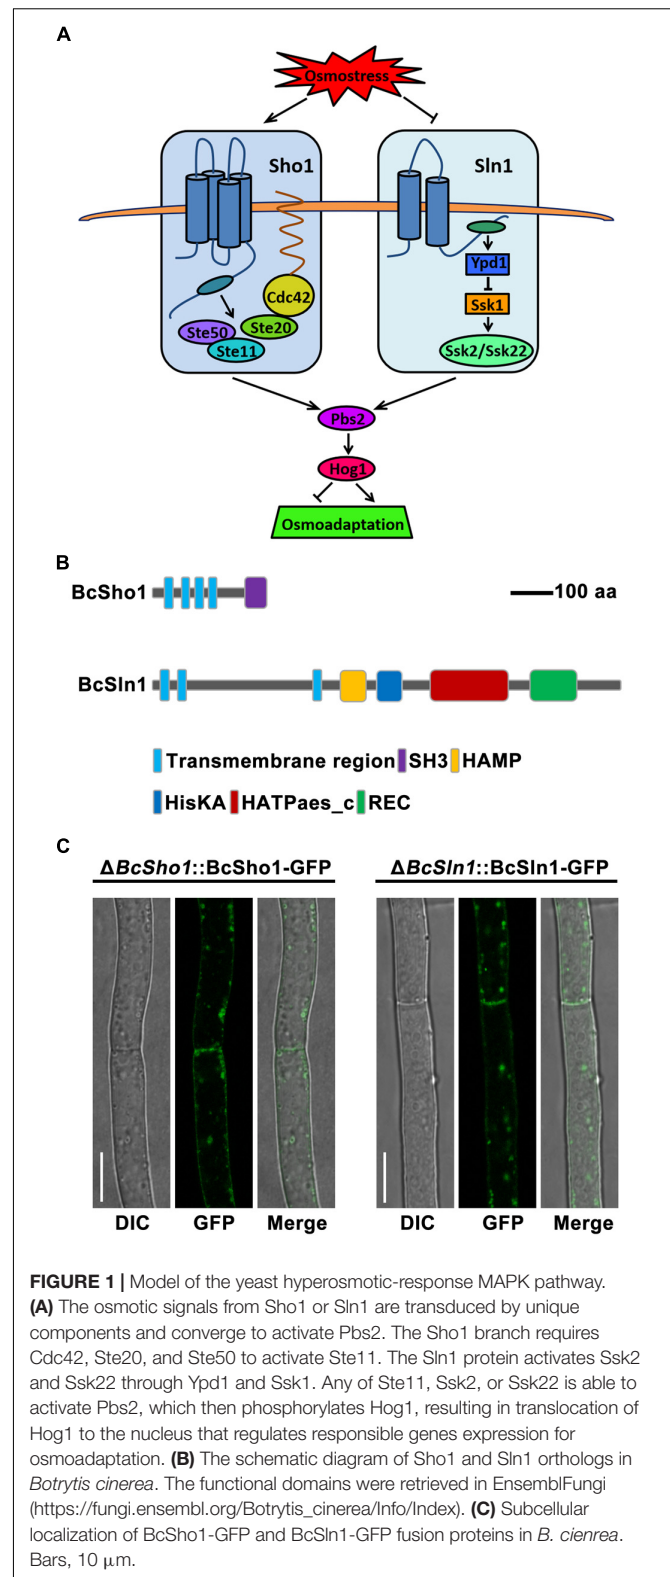 A
Osmostress
Sho1
Sln1
Cdc42
Ste20
Ste50
Ste11
Ypd1
Ssk1
Ssk2/Ssk22
Pbs2
Hog1
Osmoadaptation
B
BcSho1
100 aa
BcSln1
Transmembrane region SH3 HAMP
HisKA HATPaes_c REC
C
ΔBcSho1::BcSho1-GFP ΔBcSln1::BcSln1-GFP
DIC GFP Merge DIC GFP Merge
FIGURE 1 | Model of the yeast hyperosmotic-response MAPK pathway.
(A) The osmotic signals from Sho1 or Sln1 are transduced by unique
components and converge to activate Pbs2. The Sho1 branch requires
Cdc42, Ste20, and Ste50 to activate Ste11. The Sln1 protein activates Ssk2
and Ssk22 through Ypd1 and Ssk1. Any of Ste11, Ssk2, or Ssk22 is able to
activate Pbs2, which then phosphorylates Hog1, resulting in translocation of
Hog1 to the nucleus that regulates responsible genes expression for
osmoadaptation. (B) The schematic diagram of Sho1 and Sln1 orthologs in
Botrytis cinerea. The functional domains were retrieved in EnsemblFungi
(https://fungi.ensembl.org/Botrytis_cinerea/Info/Index). (C) Subcellular
localization of BcSho1-GFP and BcSln1-GFP fusion proteins in B. cienrea.
Bars, 10 μm.